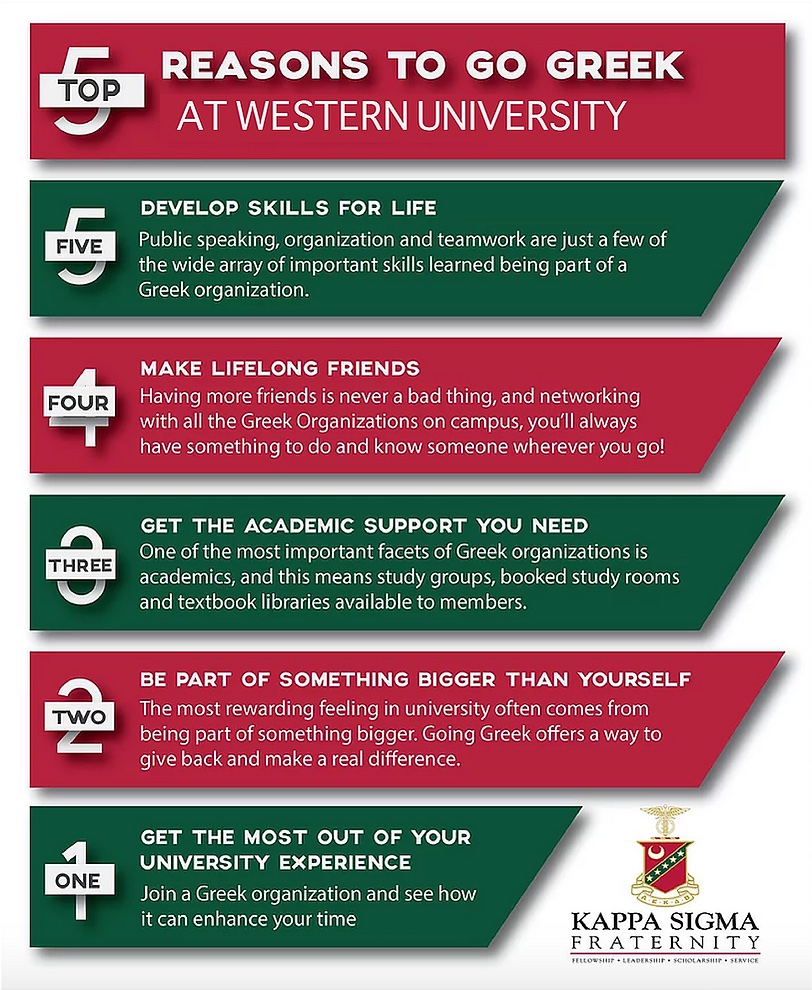 5
TOP
REASONS TO GO GREEK
AT WESTERN UNIVERSITY
5
FIVE
DEVELOP SKILLS FOR LIFE
Public speaking, organization and teamwork are just a few of
the wide array of important skills learned being part of a
Greek organization.
4
FOUR
MAKE LIFELONG FRIENDS
Having more friends is never a bad thing, and networking
with all the Greek Organizations on campus, you'll always
have something to do and know someone wherever you go!
3
THREE
GET THE ACADEMIC SUPPORT YOU NEED
One of the most important facets of Greek organizations is
academics, and this means study groups, booked study rooms
and textbook libraries available to members.
2
TWO
BE PART OF SOMETHING BIGGER THAN YOURSELF
The most rewarding feeling in university often comes from
being part of something bigger. Going Greek offers a way to
give back and make a real difference.
1
ONE
GET THE MOST OUT OF YOUR
UNIVERSITY EXPERIENCE
Join a Greek organization and see how
it can enhance your time
KAPPA SIGMA
FRATERNITY
FELLOWSHIP • LEADERSHIP • SCHOLARSHIP • SERVICE